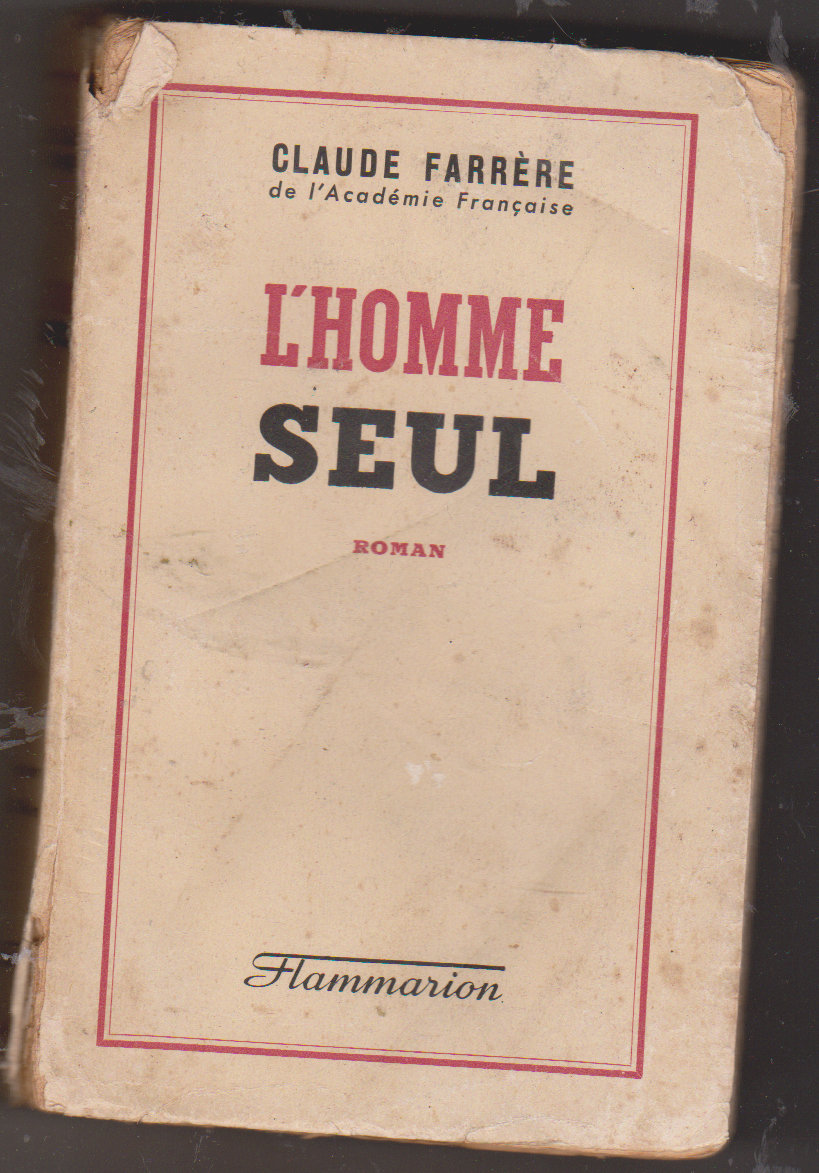 CLAUDE FARRÈRE
de l'Académie Française
L'HOMME
SEUL
ROMAN
Flammarion